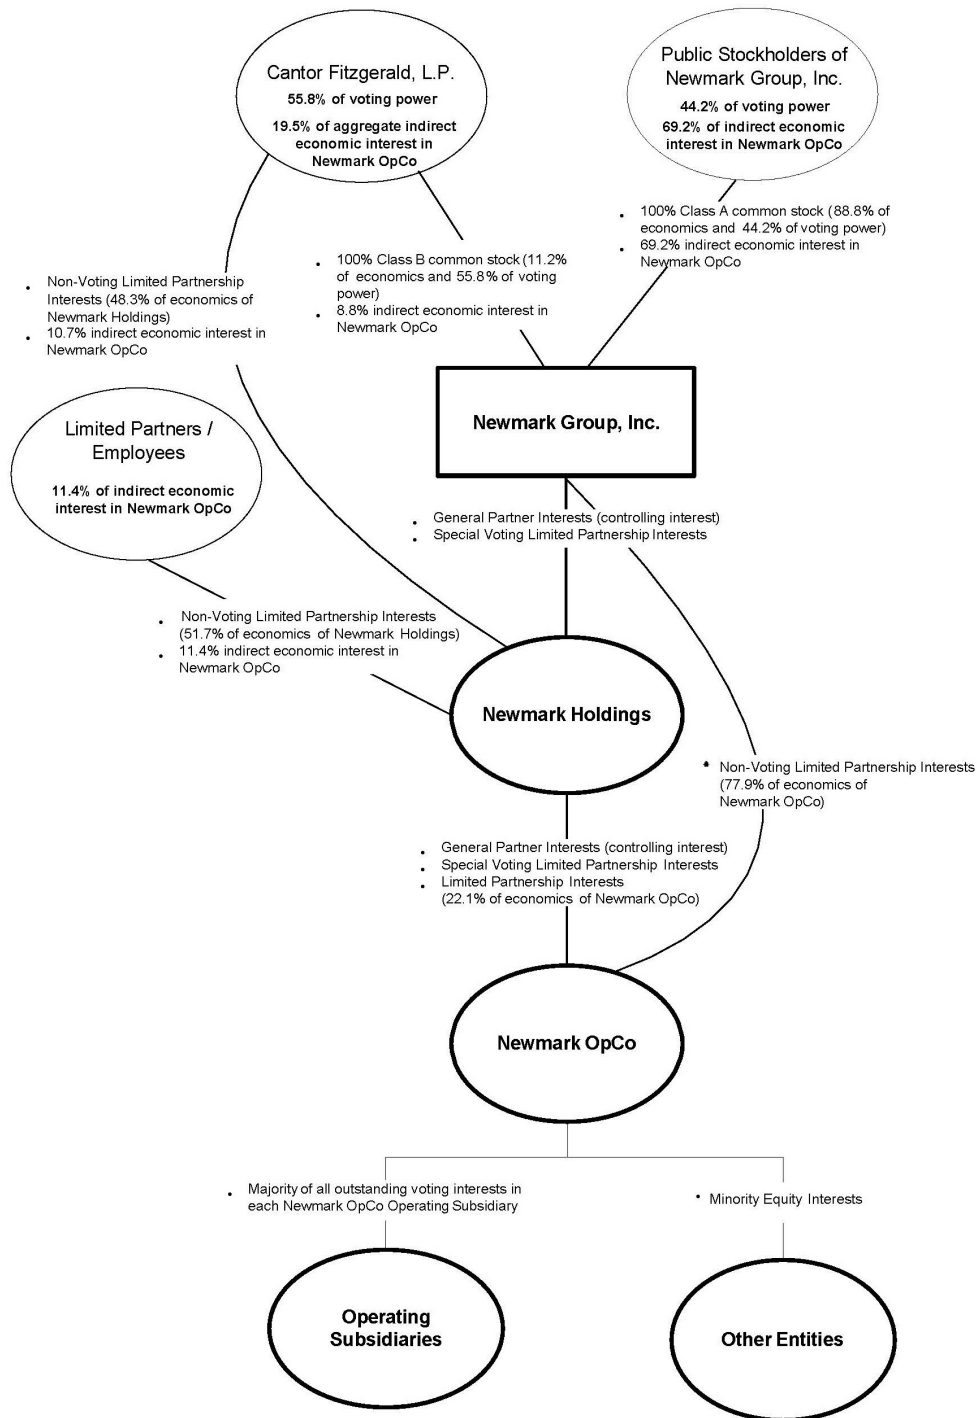 Cantor Fitzgerald, L.P.
55.8% of voting power
19.5% of aggregate indirect
economic interest in
Newmark OpCo
Public Stockholders of
Newmark Group, Inc.
44.2% of voting power
69.2% of indirect economic
interest in Newmark OpCo
• 100% Class A common stock (88.8% of
economics and 44.2% of voting power)
• 69.2% indirect economic interest in
Newmark OpCo
• 100% Class B common stock (11.2%
of economics and 55.8% of voting
power)
• 8.8% indirect economic interest in
Newmark OpCo
• Non-Voting Limited Partnership
Interests (48.3% of economics of
Newmark Holdings)
• 10.7% indirect economic interest in
Newmark OpCo
Newmark Group, Inc.
Limited Partners /
Employees
11.4% of indirect economic
interest in Newmark OpCo
• General Partner Interests (controlling interest)
• Special Voting Limited Partnership Interests
• Non-Voting Limited Partnership Interests
(51.7% of economics of Newmark Holdings)
• 11.4% indirect economic interest in
Newmark OpCo
Newmark Holdings
• Non-Voting Limited Partnership Interests
(77.9% of economics of
Newmark OpCo)
• General Partner Interests (controlling interest)
• Special Voting Limited Partnership Interests
• Limited Partnership Interests
(22.1% of economics of Newmark OpCo)
Newmark OpCo
• Majority of all outstanding voting interests in
each Newmark OpCo Operating Subsidiary
• Minority Equity Interests
Operating
Subsidiaries
Other Entities